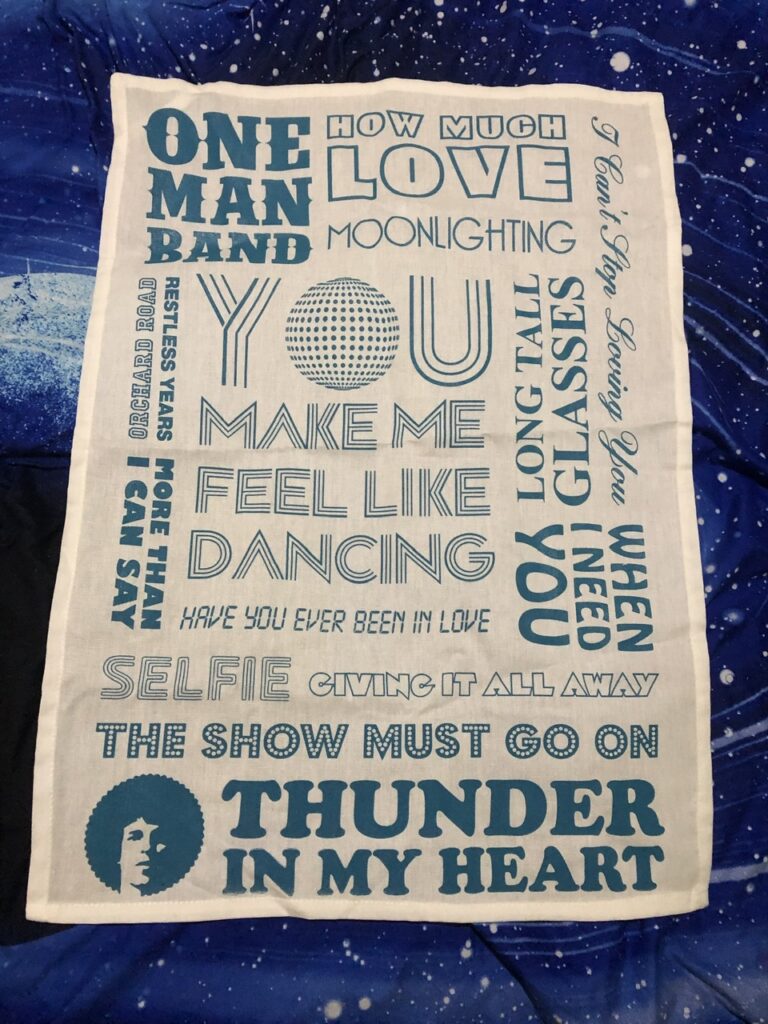 ONE
MAN
BAND
HOW MUCH
LOVE
MOONLIGHTING
I Can't Stop Loving You
ORCHARD ROAD
RESTLESS YEARS
YOU
MAKE ME
FEEL LIKE
DANCING
LONG TALL
GLASSES
MORE THAN
I CAN SAY
WHEN
I NEED
YOU
HAVE YOU EVER BEEN IN LOVE
SELFIE
GIVING IT ALL AWAY
THE SHOW MUST GO ON
THUNDER
IN MY HEART